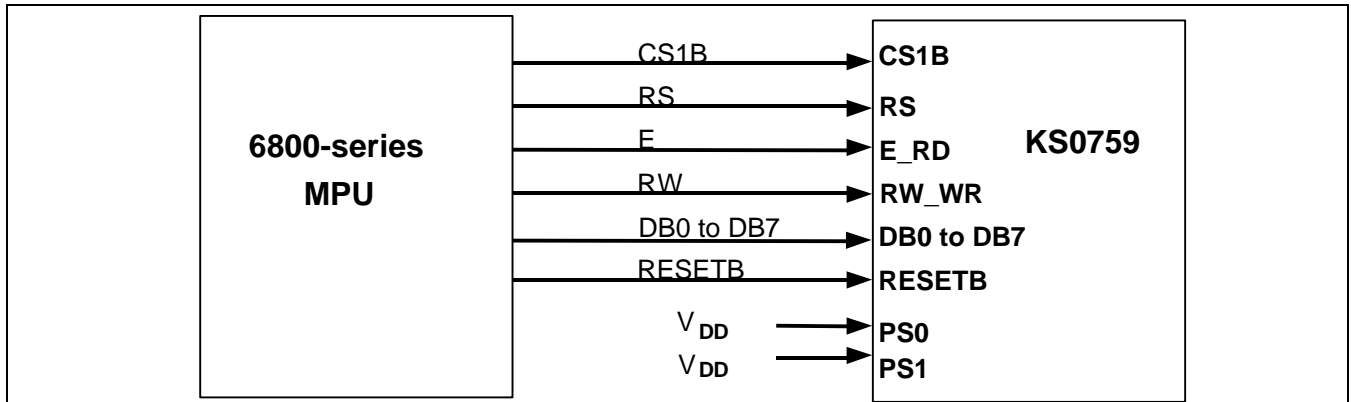 6800-series
MPU
CS1B
RS
E
RW
DB0 to DB7
RESETB
VDD
VDD
CS1B
RS
E_RD
RW_WR
DB0 to DB7
RESETB
PS0
PS1
KS0759